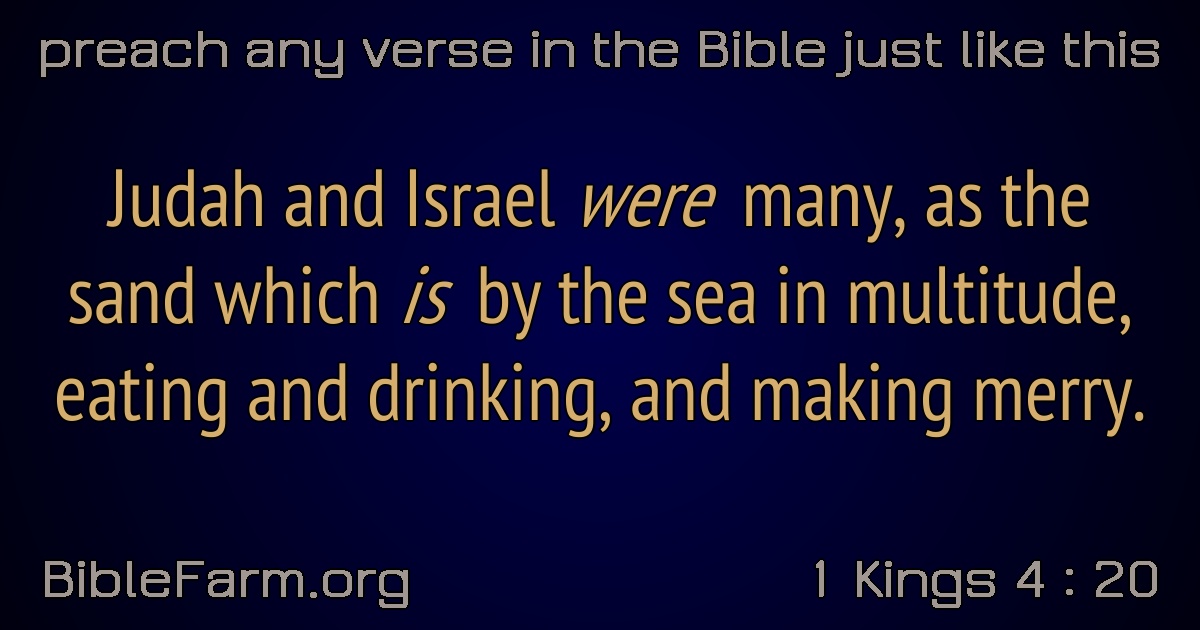 preach any verse in the Bible just like this
Judah and Israel were many, as the
sand which is by the sea in multitude,
eating and drinking, and making merry.
BibleFarm.org
1 Kings 4 : 20